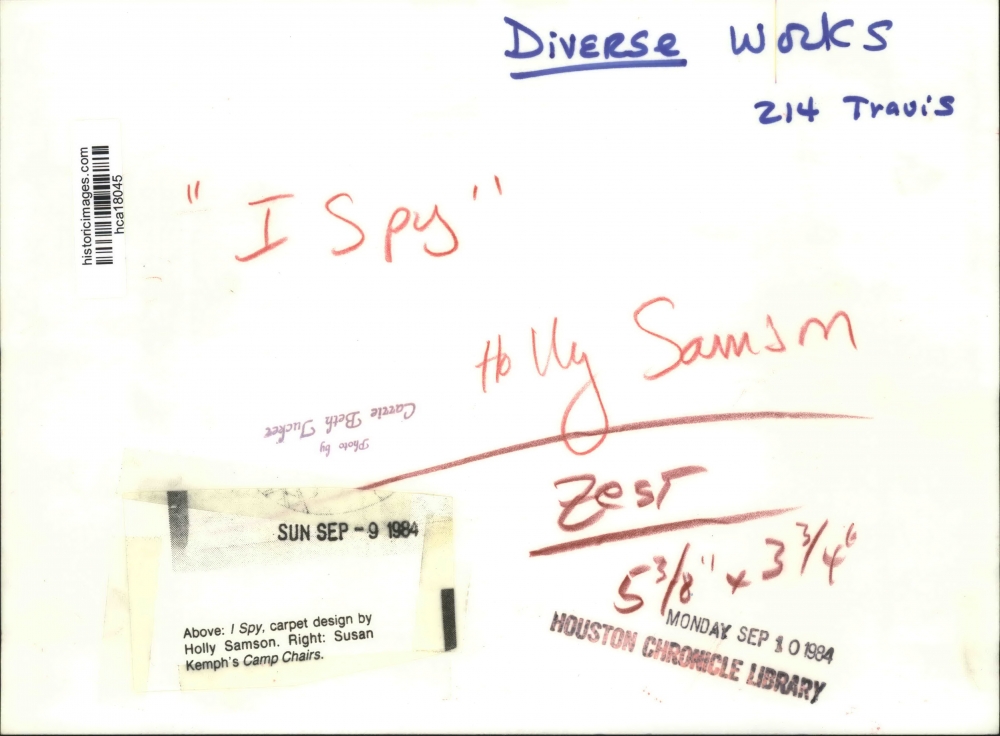 Diverse Works
214 Travis
historicimages.com
hca18045
"I Spy"
Holly Samson
Photo by
Carrie Beth Tucker
Zest
5 3/8" x 3 3/4"
SUN SEP - 9 1984
Above: I Spy, carpet design by
Holly Samson. Right: Susan
Kemph's Camp Chairs.
MONDAY SEP 10 1984
HOUSTON CHRONICLE LIBRARY